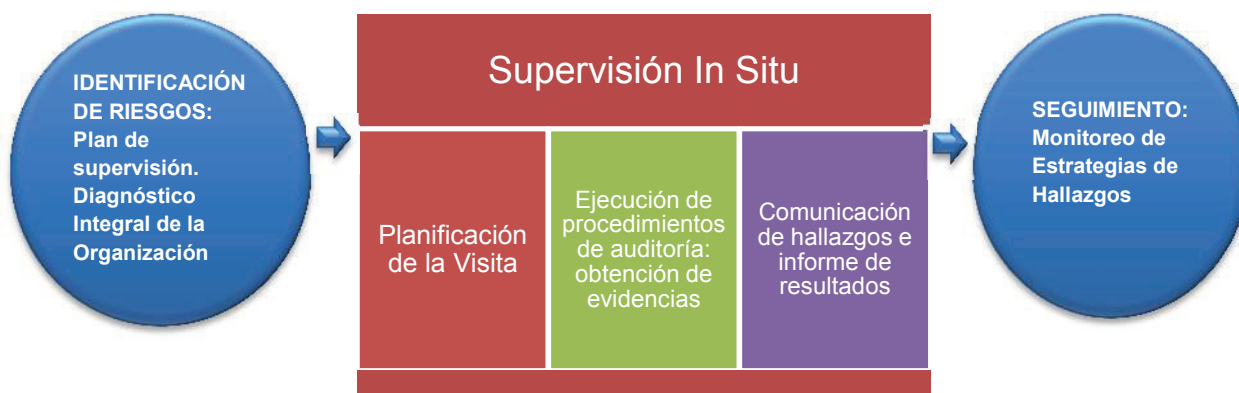 IDENTIFICACIÓN
DE RIESGOS:
Plan de
supervisión.
Diagnóstico
Integral de la
Organización
Supervisión In Situ
Planificación
de la Visita
Ejecución de
procedimientos
de auditoría:
obtención de
evidencias
Comunicación
de hallazgos e
informe de
resultados
SEGUIMIENTO:
Monitoreo de
Estrategias de
Hallazgos